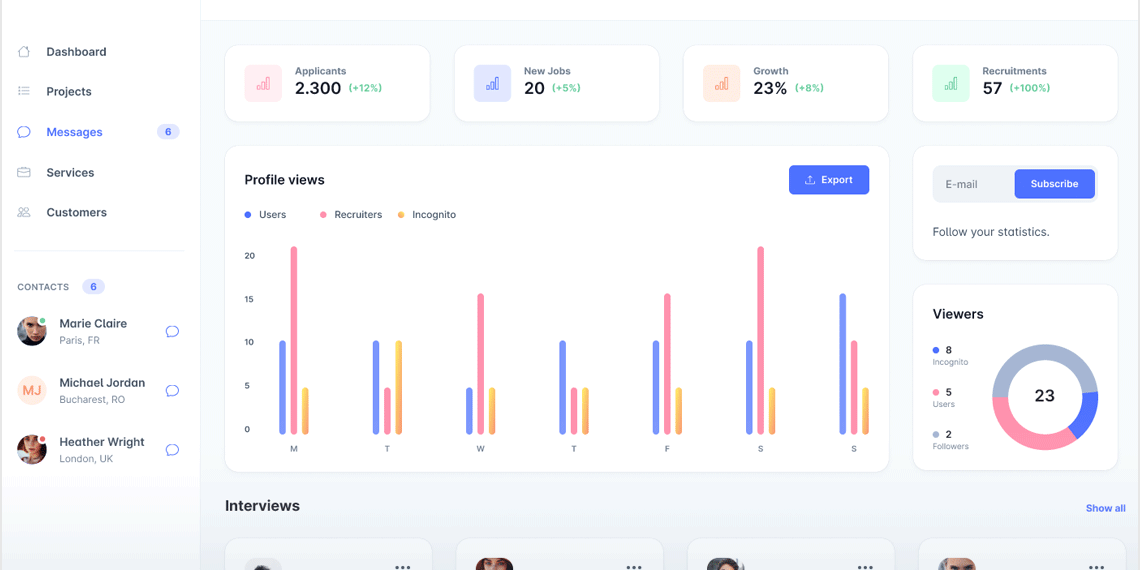 Dashboard
Projects
Messages 6
Services
Customers
CONTACTS 6
Marie Claire
Paris, FR
MJ
Michael Jordan
Bucharest, RO
Heather Wright
London, UK
Applicants
2.300 (+12%)
New Jobs
20 (+5%)
Growth
23% (+8%)
Recruitments
57 (+100%)
Profile views
Export
Users Recruiters Incognito
20
15
10
5
0
M T W T F S S
E-mail Subscribe
Follow your statistics.
Viewers
8
Incognito
5
Users
2
Followers
23
Interviews
Show all